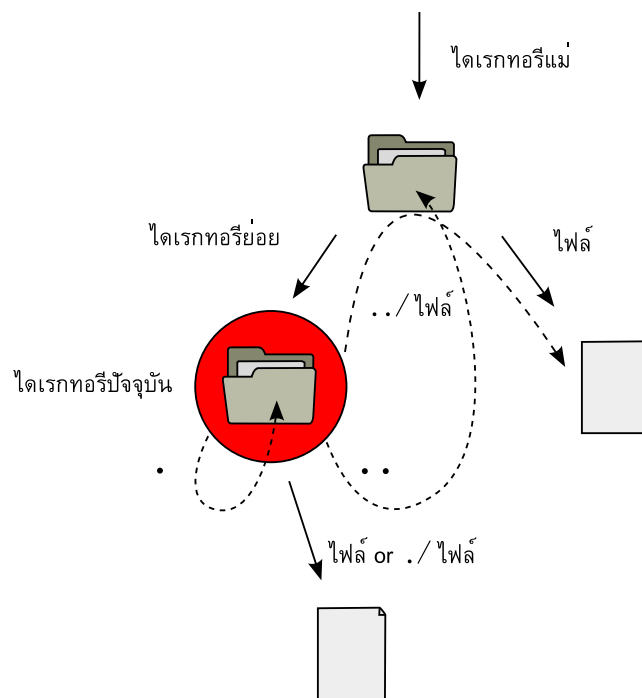 ไดเรกทอรีแม่
ไดเรกทอรีย่อย
ไฟล์
../ไฟล์
ไดเรกทอรีปัจจุบัน
.
..
ไฟล์ or ./ไฟล์